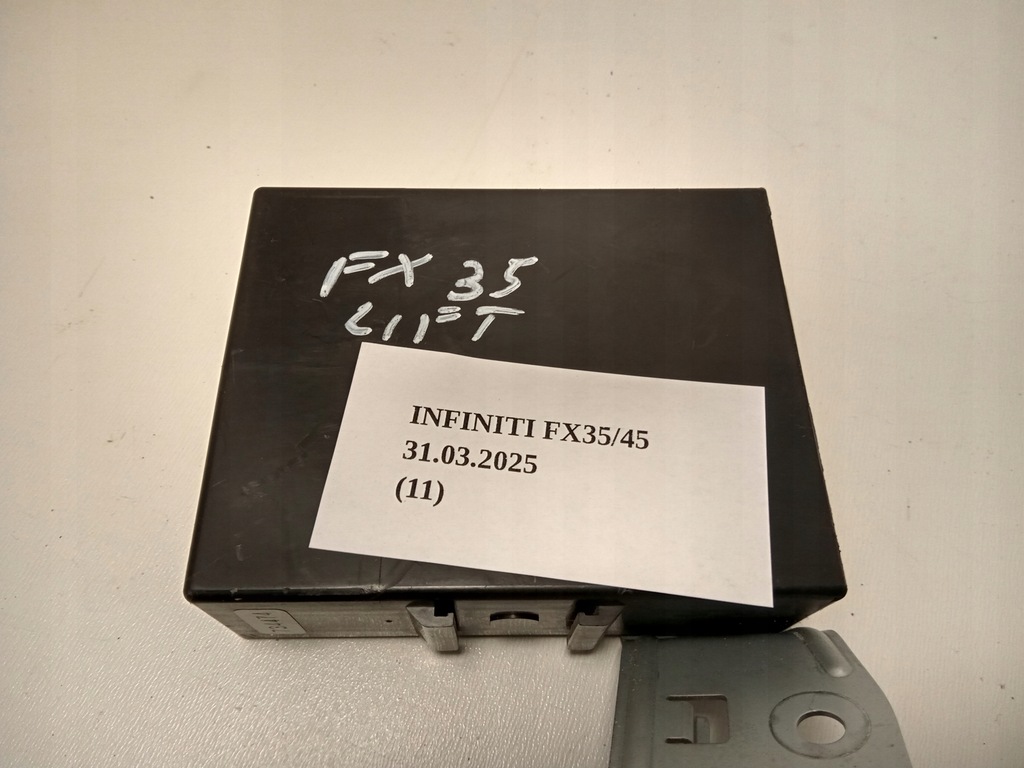 FX 35
LIFT
INFINITI FX35/45
31.03.2025
(11)